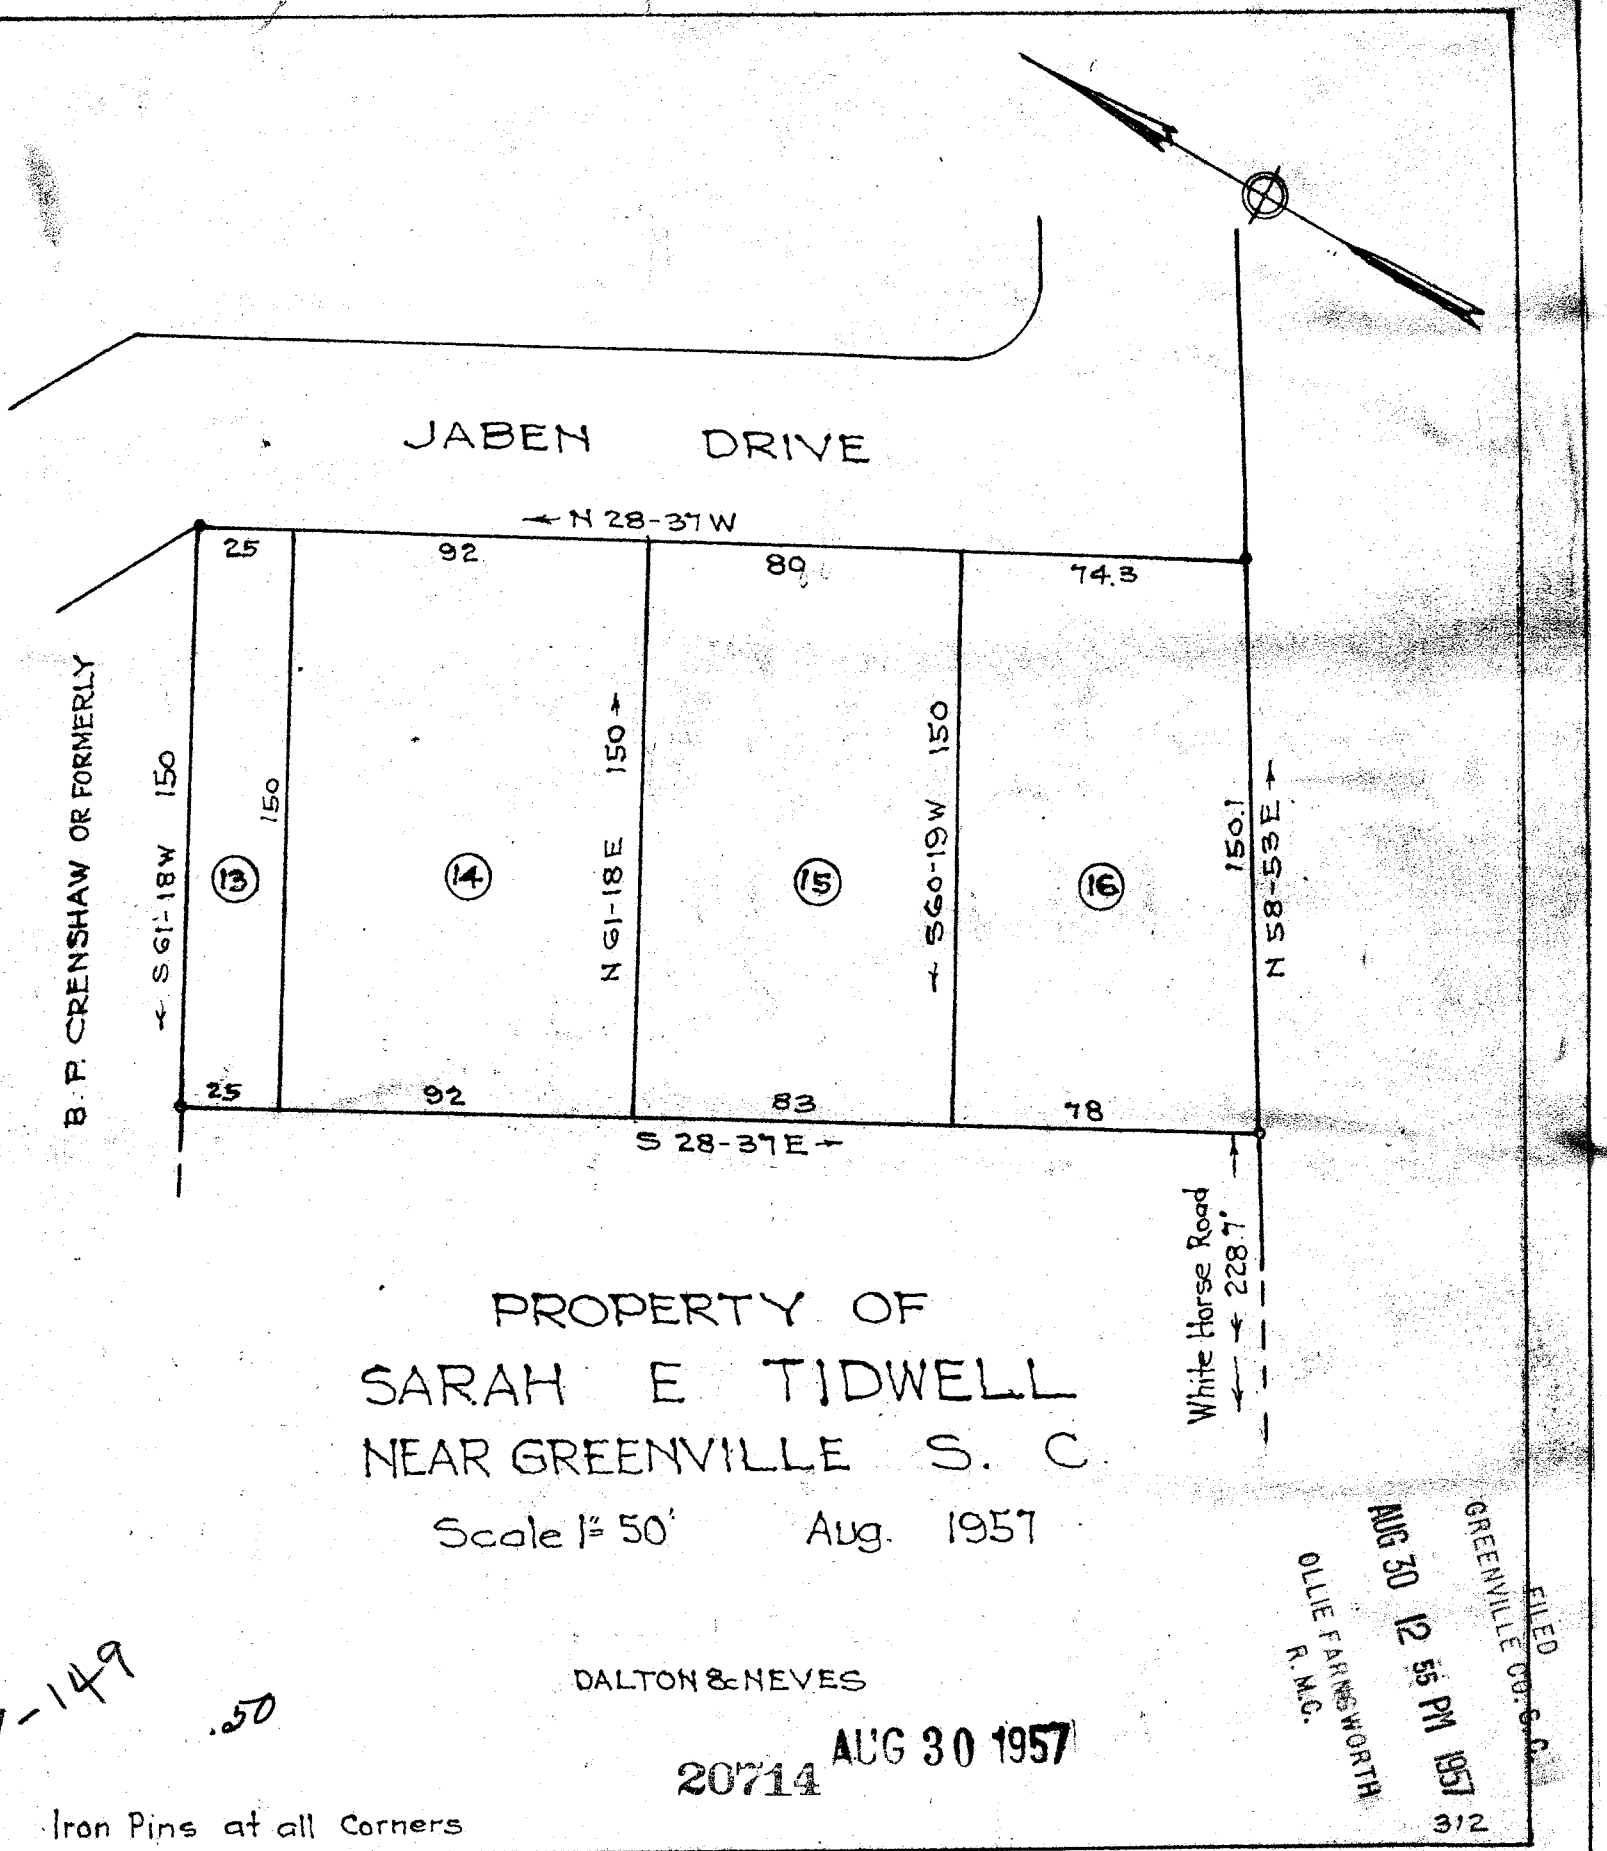 JABEN DRIVE
← N 28-37 W
25 92 80 74.3
B. P. CRENSHAW OR FORMERLY
← S 61-18 W 150
150
N 61-18 E 150 →
← S 60-19 W 150
150.1
N 58-53 E →
13 14 15 16
25 92 83 78
S 28-37 E →
White Horse Road
← 228.7' →
PROPERTY OF
SARAH E TIDWELL
NEAR GREENVILLE S. C.
Scale 1"= 50' Aug. 1957
DALTON & NEVES
-149
.50
20714
AUG 30 1957
FILED
GREENVILLE CO. S. C.
AUG 30 12 55 PM 1957
OLLIE FARNSWORTH
R. M. C.
Iron Pins at all Corners
312